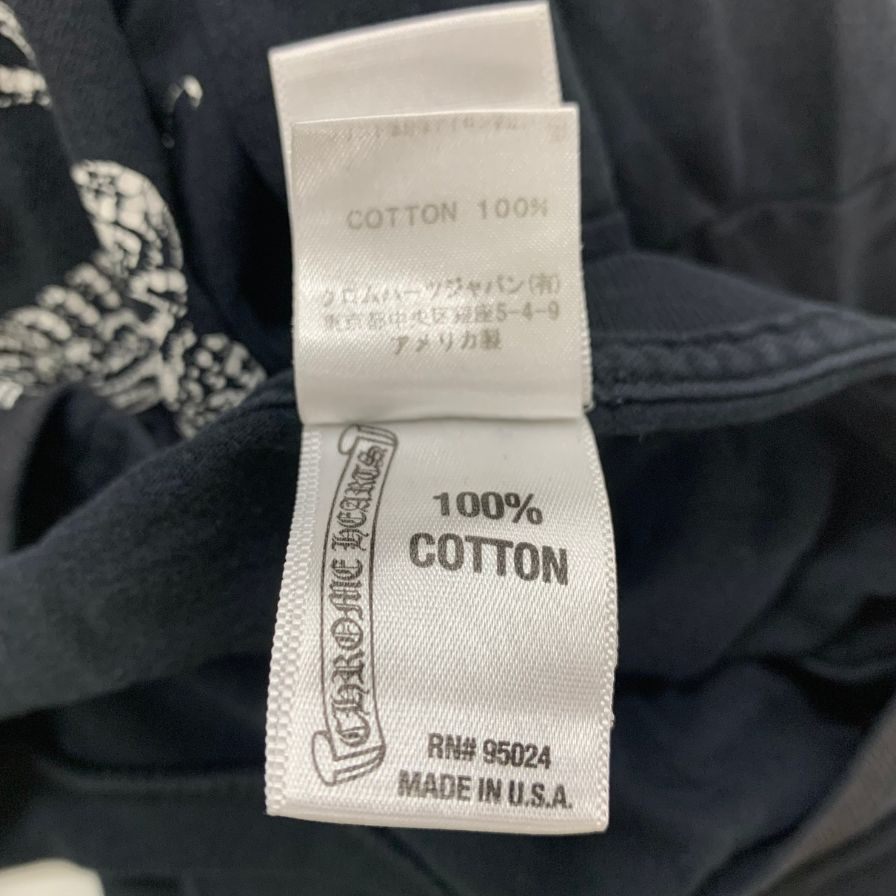 COTTON 100%
クロムハーツジャパン(有)
東京都中央区銀座5-4-9
アメリカ製
CHROME HEARTS
100%
COTTON
RN# 95024
MADE IN U.S.A.